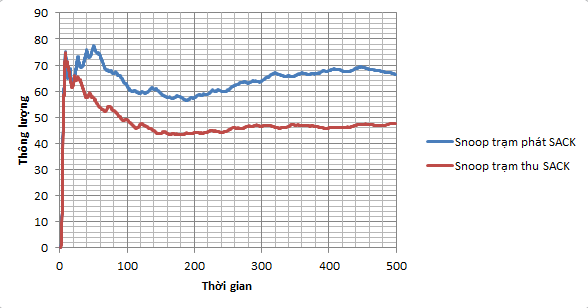 90
80
70
60
50
40
30
20
10
0
Thông lượng
0 100 200 300 400 500
Thời gian
Snoop trạm phát SACK
Snoop trạm thu SACK